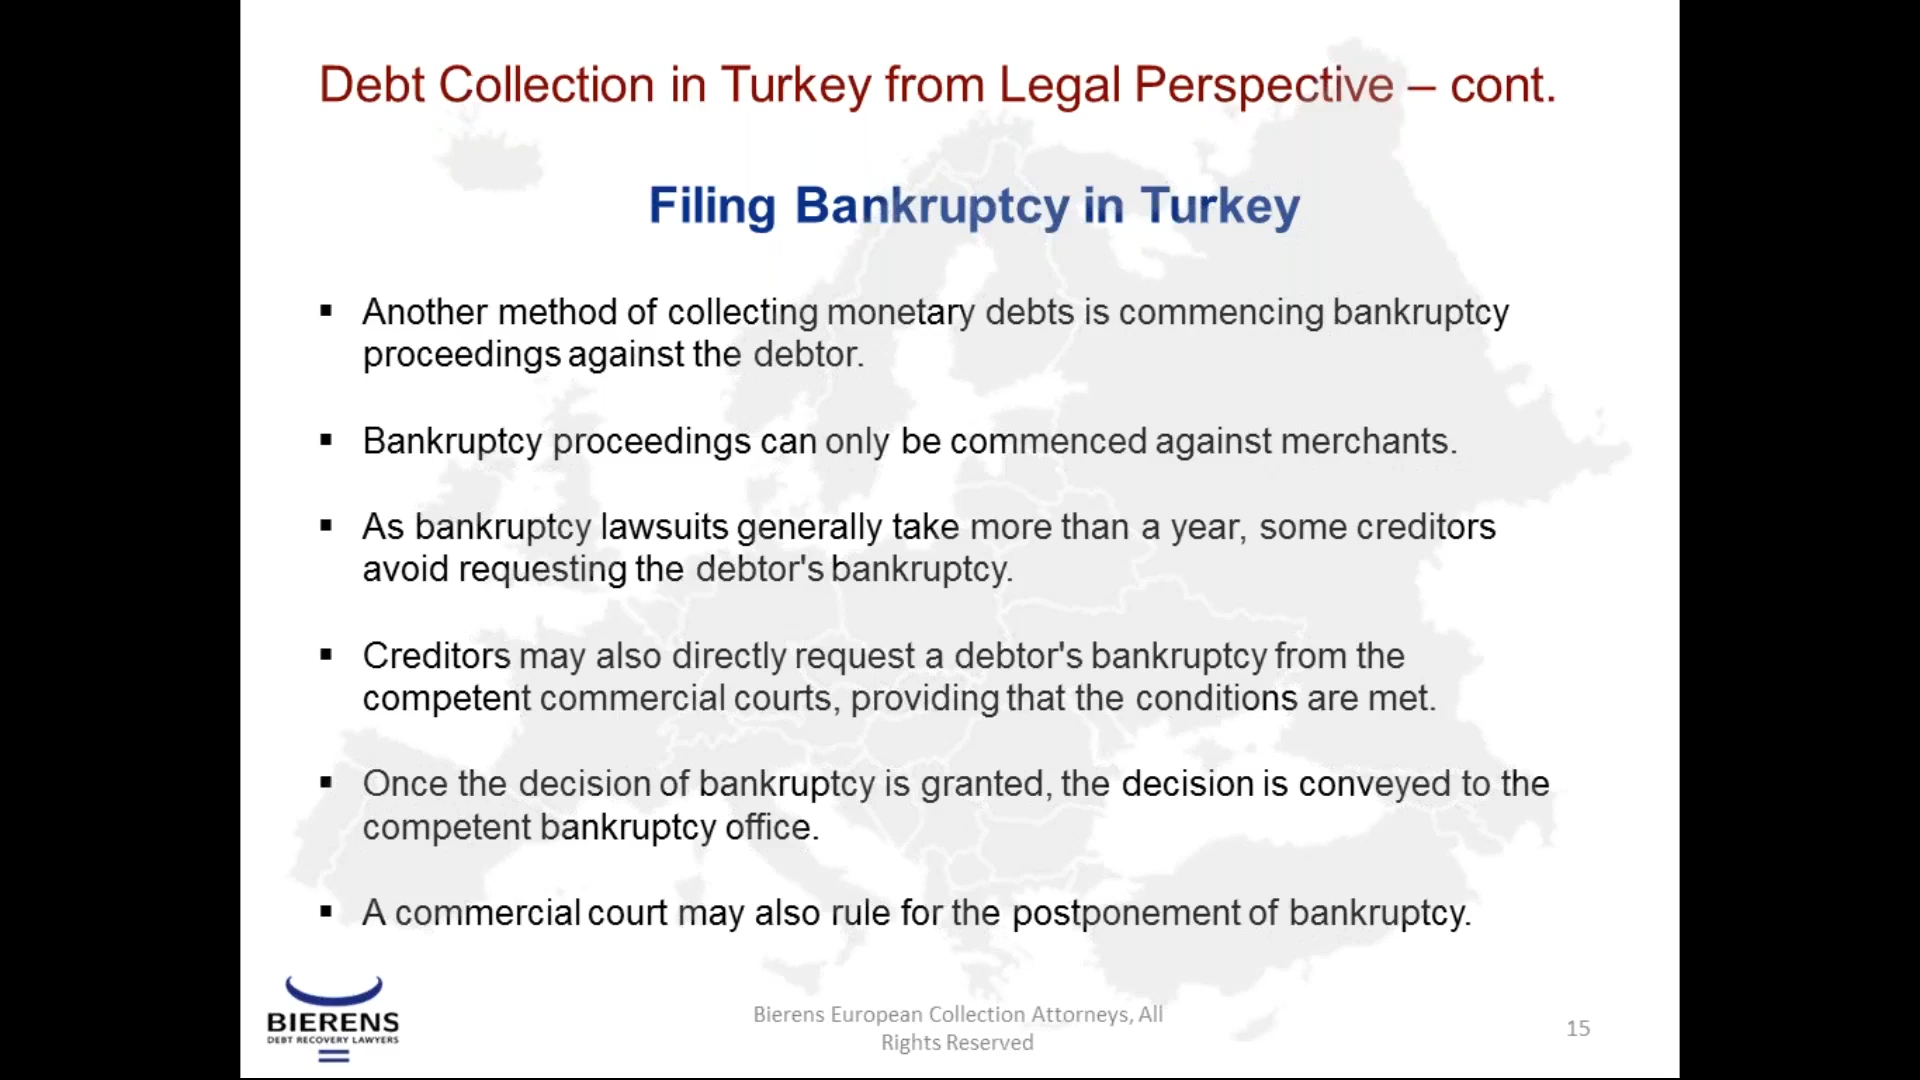 Debt Collection in Turkey from Legal Perspective – cont.
Filing Bankruptcy in Turkey
▪ Another method of collecting monetary debts is commencing bankruptcy
proceedings against the debtor.
▪ Bankruptcy proceedings can only be commenced against merchants.
▪ As bankruptcy lawsuits generally take more than a year, some creditors
avoid requesting the debtor's bankruptcy.
▪ Creditors may also directly request a debtor's bankruptcy from the
competent commercial courts, providing that the conditions are met.
▪ Once the decision of bankruptcy is granted, the decision is conveyed to the
competent bankruptcy office.
▪ A commercial court may also rule for the postponement of bankruptcy.
BIERENS
DEBT RECOVERY LAWYERS
Bierens European Collection Attorneys, All
Rights Reserved
15